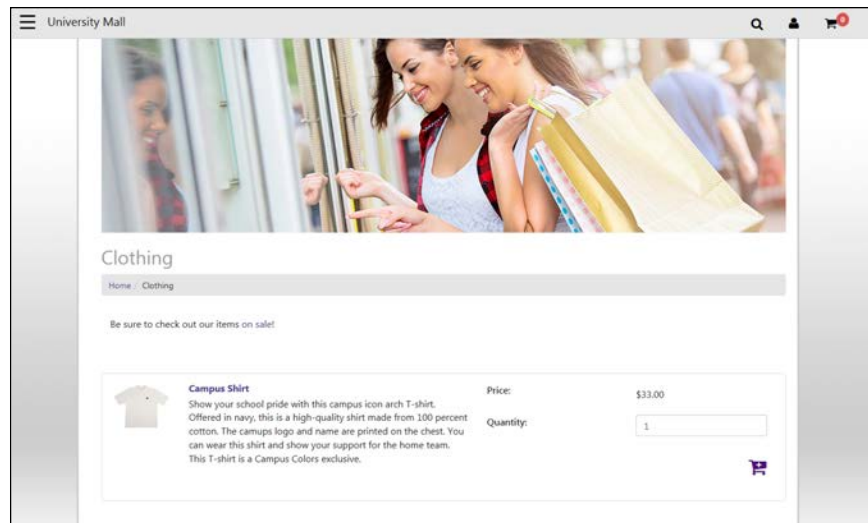 University Mall
0
Clothing
Home / Clothing
Be sure to check out our items on sale!
Campus Shirt
Show your school pride with this campus icon arch T-shirt.
Offered in navy, this is a high-quality shirt made from 100 percent
cotton. The camups logo and name are printed on the chest. You
can wear this shirt and show your support for the home team.
This T-shirt is a Campus Colors exclusive.
Price:
$33.00
Quantity:
1